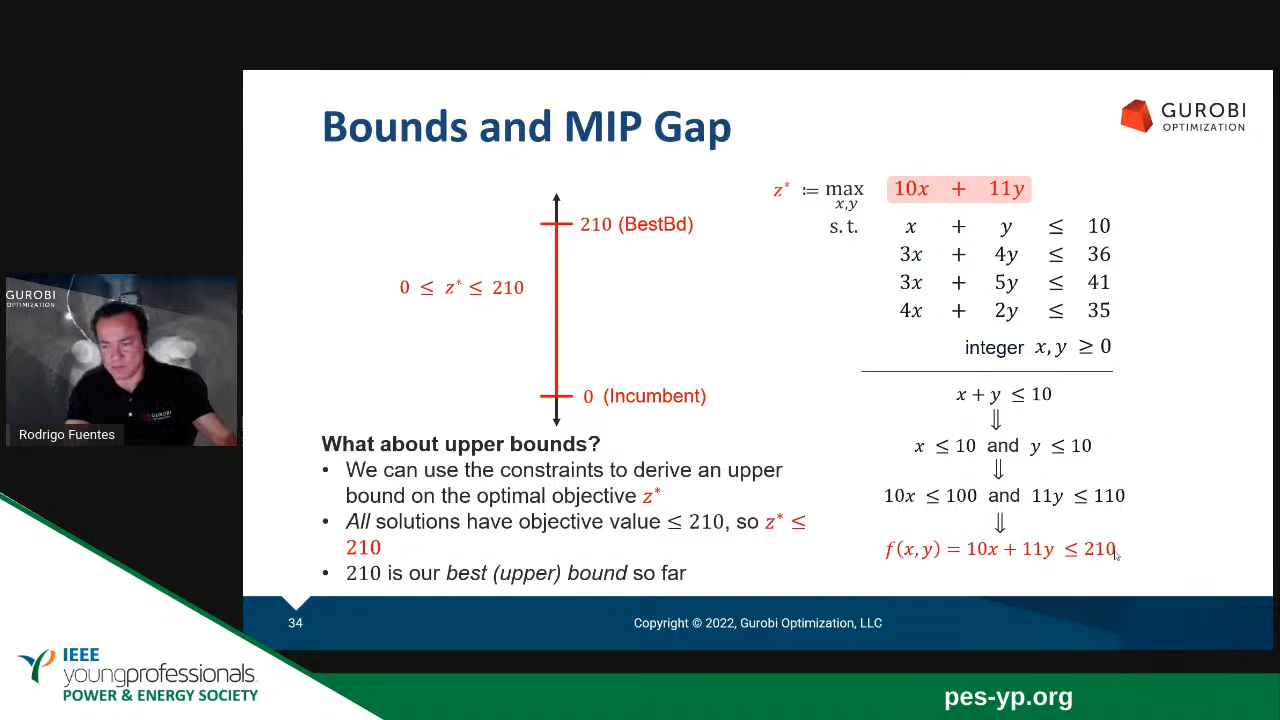 Bounds and MIP Gap
GUROBI
OPTIMIZATION
z* := max 10x + 11y
x,y
s.t. x + y ≤ 10
3x + 4y ≤ 36
3x + 5y ≤ 41
4x + 2y ≤ 35
integer x, y ≥ 0
210 (BestBd)
0 ≤ z* ≤ 210
0 (Incumbent)
x + y ≤ 10
⇓
x ≤ 10 and y ≤ 10
⇓
10x ≤ 100 and 11y ≤ 110
⇓
f(x, y) = 10x + 11y ≤ 210
What about upper bounds?
• We can use the constraints to derive an upper
bound on the optimal objective z*
• All solutions have objective value ≤ 210, so z* ≤
210
• 210 is our best (upper) bound so far
34
Copyright © 2022, Gurobi Optimization, LLC
GUROBI
OPTIMIZATION
GUROBI
Rodrigo Fuentes
IEEE
youngprofessionals
POWER & ENERGY SOCIETY
pes-yp.org